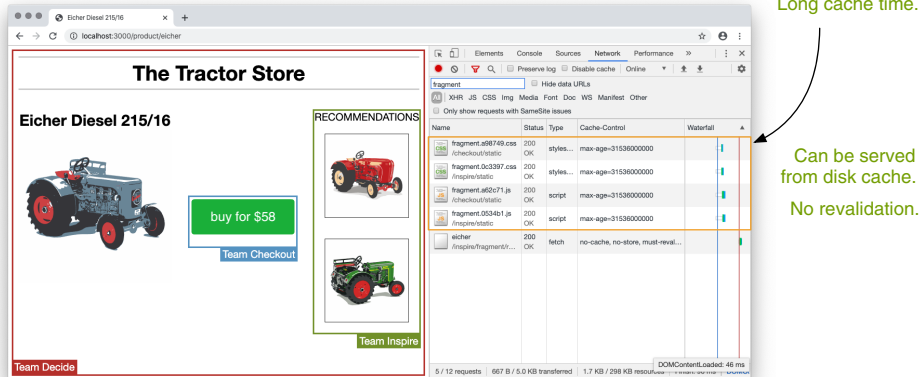 Long cache time.
Eicher Diesel 215/16
localhost:3000/product/eicher
The Tractor Store
Eicher Diesel 215/16
buy for $58
Team Checkout
RECOMMENDATIONS
Team Inspire
Team Decide
Elements Console Sources Network Performance
Preserve log Disable cache Online
fragment Hide data URLs
All XHR JS CSS Img Media Font Doc WS Manifest Other
Only show requests with SameSite issues
Name Status Type Cache-Control Waterfall
fragment.a98749.css 200 styles... max-age=31536000000
/checkout/static OK
fragment.0c3397.css 200 styles... max-age=31536000000
/inspire/static OK
fragment.a62c71.js 200 script max-age=31536000000
/checkout/static OK
fragment.0534b1.js 200 script max-age=31536000000
/inspire/static OK
eicher 200 fetch no-cache, no-store, must-reval...
/inspire/fragment/r... OK
DOMContentLoaded: 46 ms
5 / 12 requests 667 B / 5.0 KB transferred 1.7 KB / 298 KB
Can be served
from disk cache.
No revalidation.